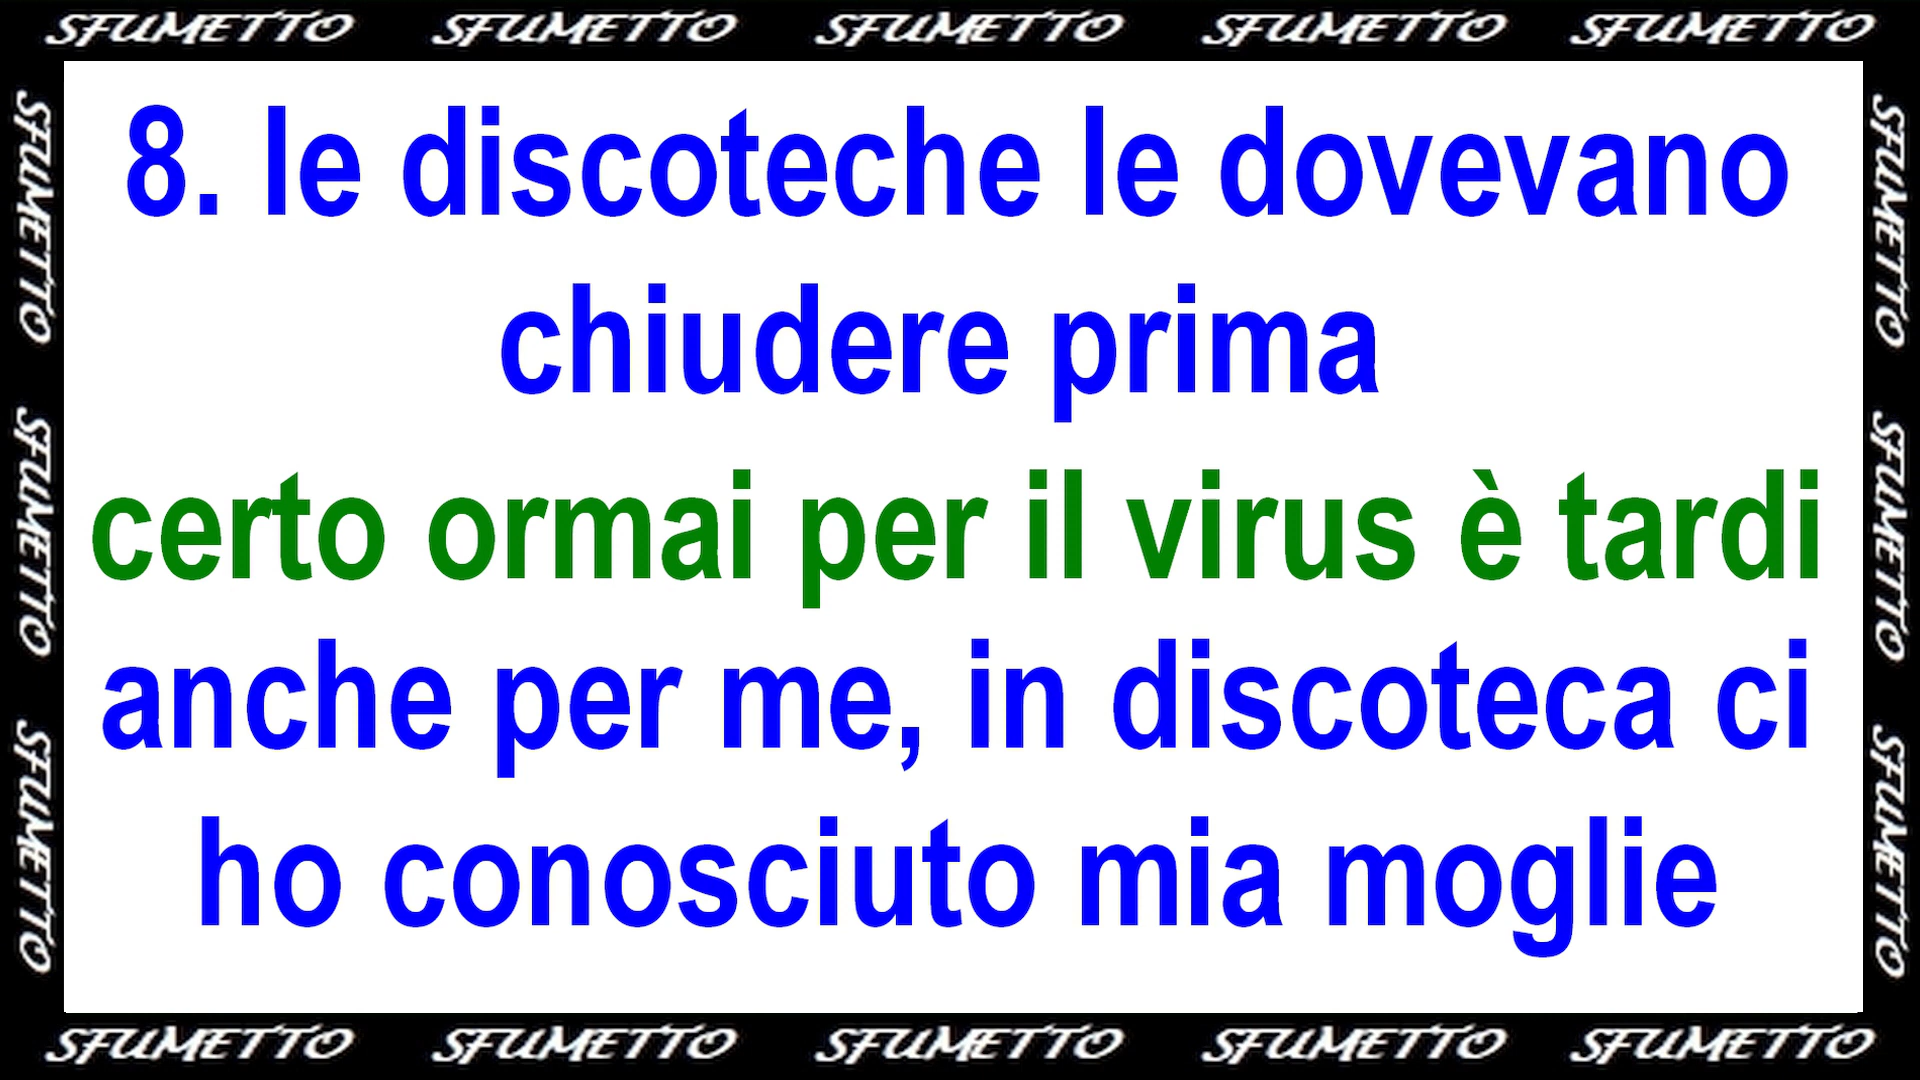 SFUMETTO SFUMETTO SFUMETTO SFUMETTO SFUMETTO
8. le discoteche le dovevano
chiudere prima
certo ormai per il virus è tardi
anche per me, in discoteca ci
ho conosciuto mia moglie
SFUMETTO SFUMETTO SFUMETTO
SFUMETTO SFUMETTO SFUMETTO
SFUMETTO SFUMETTO SFUMETTO SFUMETTO SFUMETTO